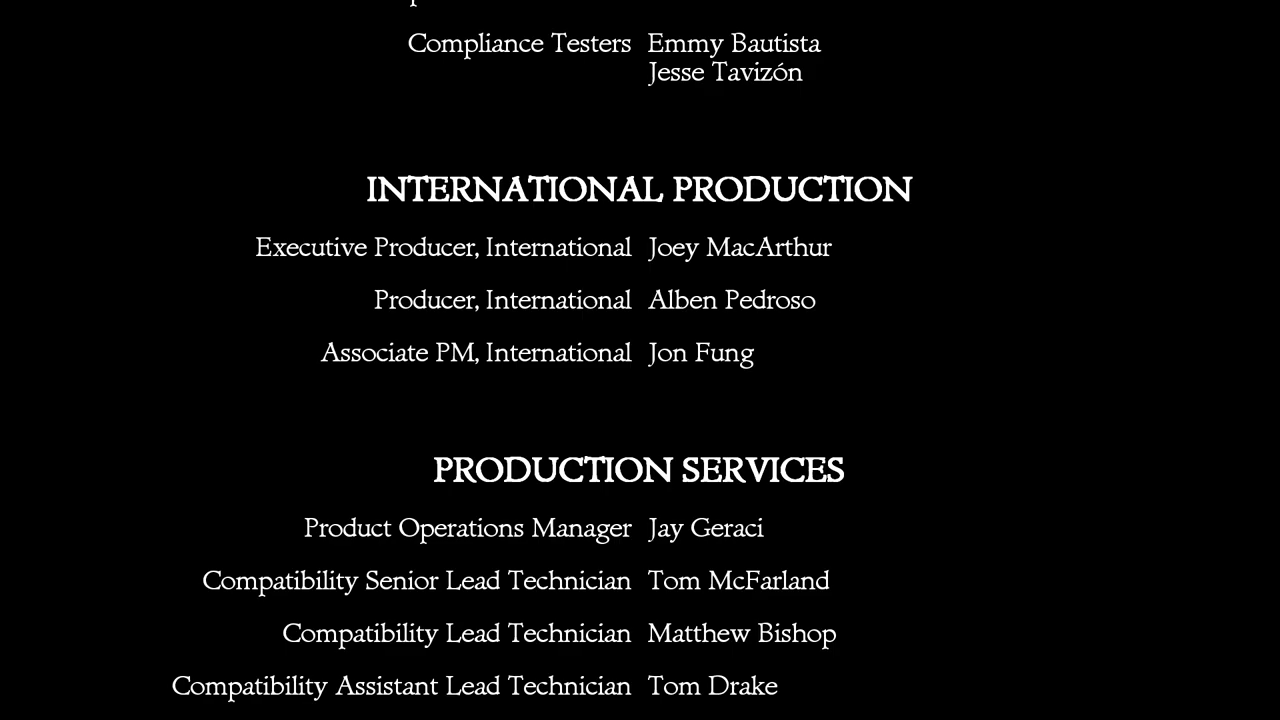 Compliance Testers Emmy Bautista
Jesse Tavizón
INTERNATIONAL PRODUCTION
Executive Producer, International Joey MacArthur
Producer, International Alben Pedroso
Associate PM, International Jon Fung
PRODUCTION SERVICES
Product Operations Manager Jay Geraci
Compatibility Senior Lead Technician Tom McFarland
Compatibility Lead Technician Matthew Bishop
Compatibility Assistant Lead Technician Tom Drake